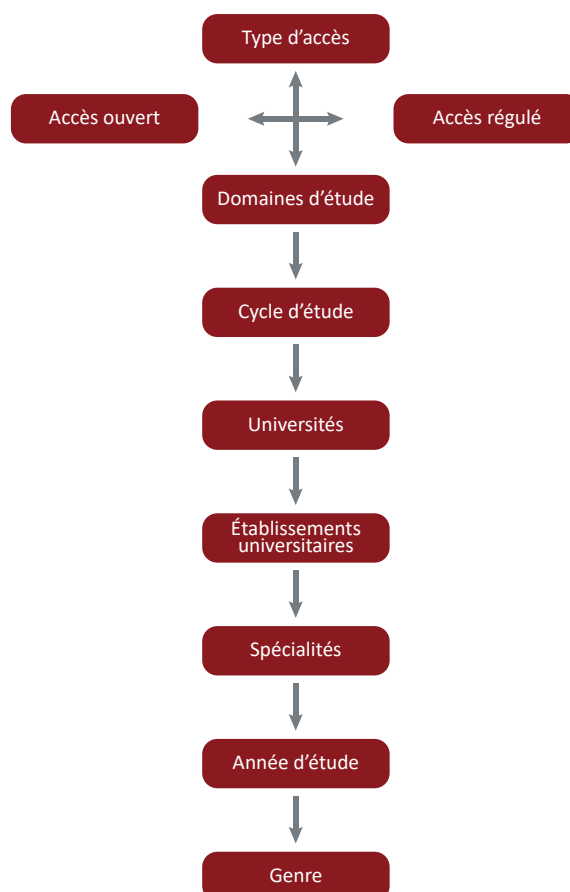 Type d’accès
Accès ouvert
Accès régulé
Domaines d’étude
Cycle d’étude
Universités
Établissements
universitaires
Spécialités
Année d’étude
Genre